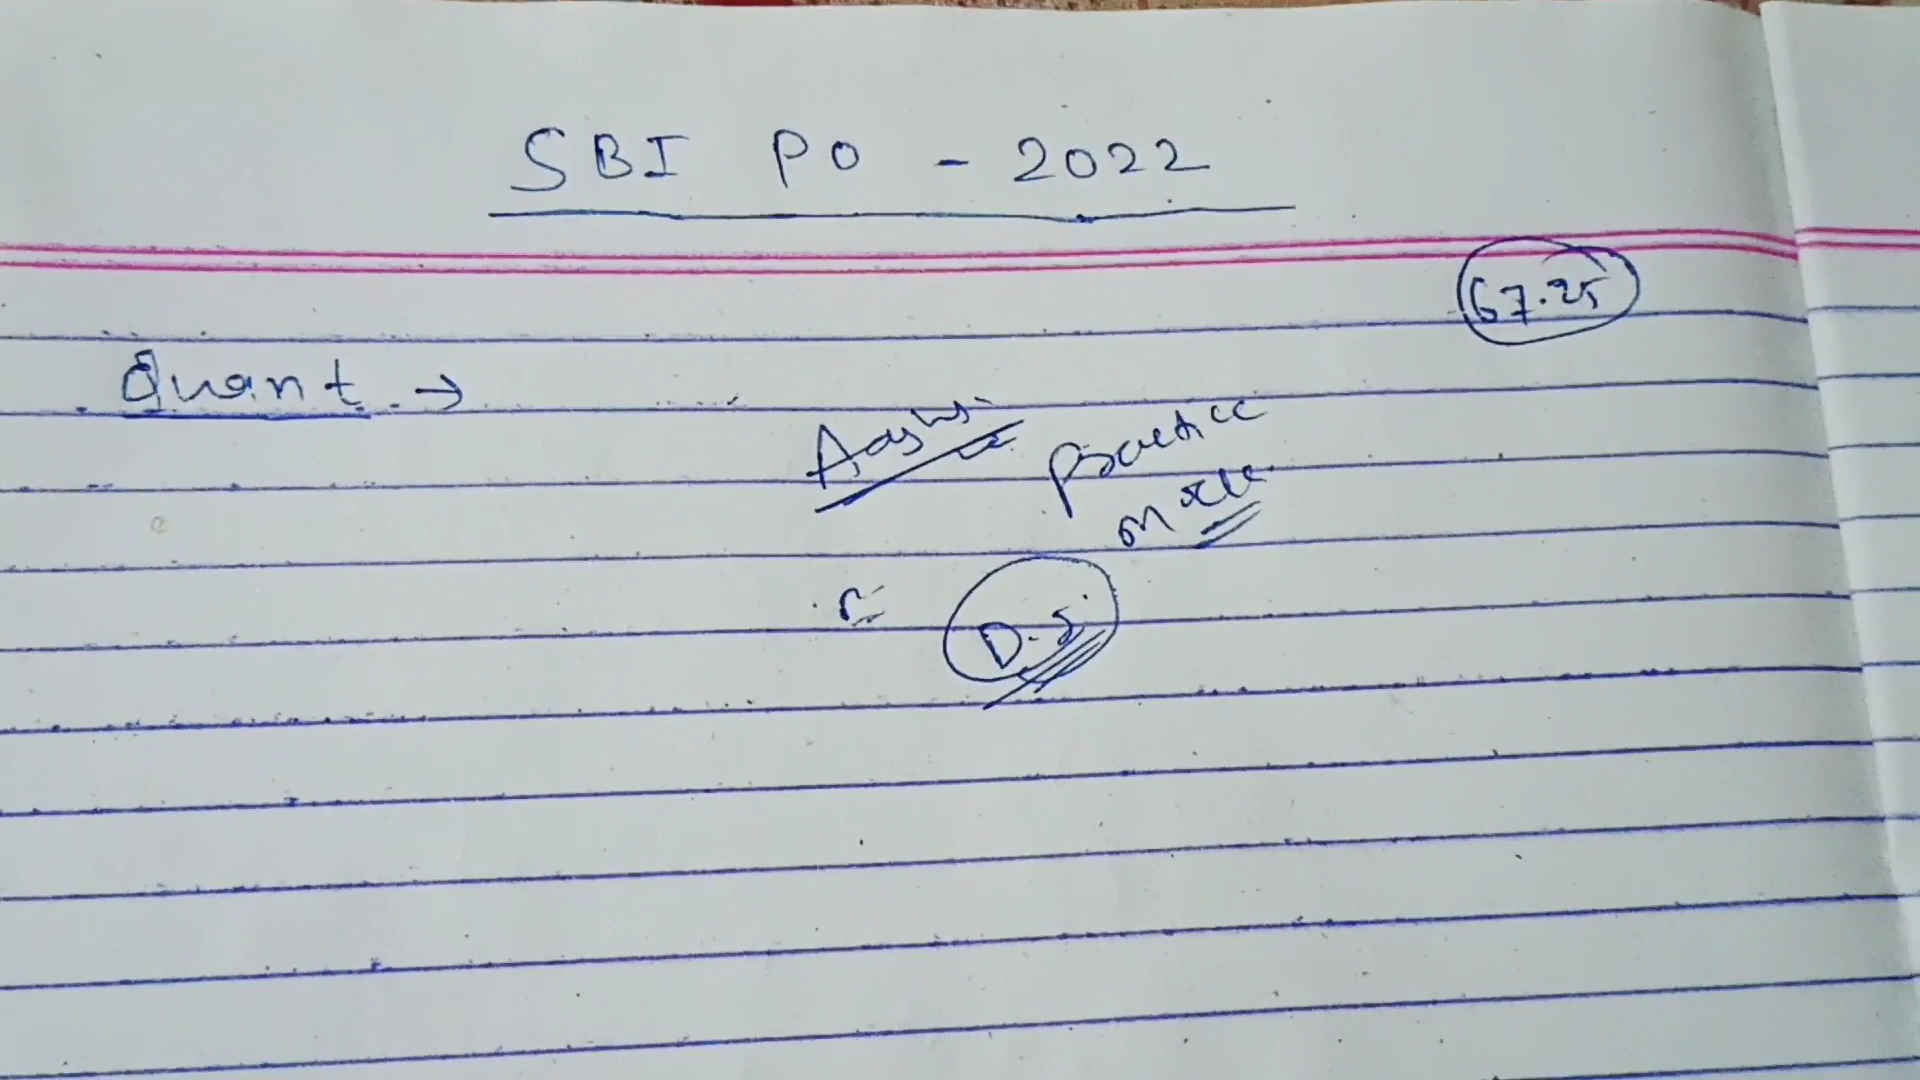 SBI PO - 2022
67.25
Quant →
Practice
D.S.